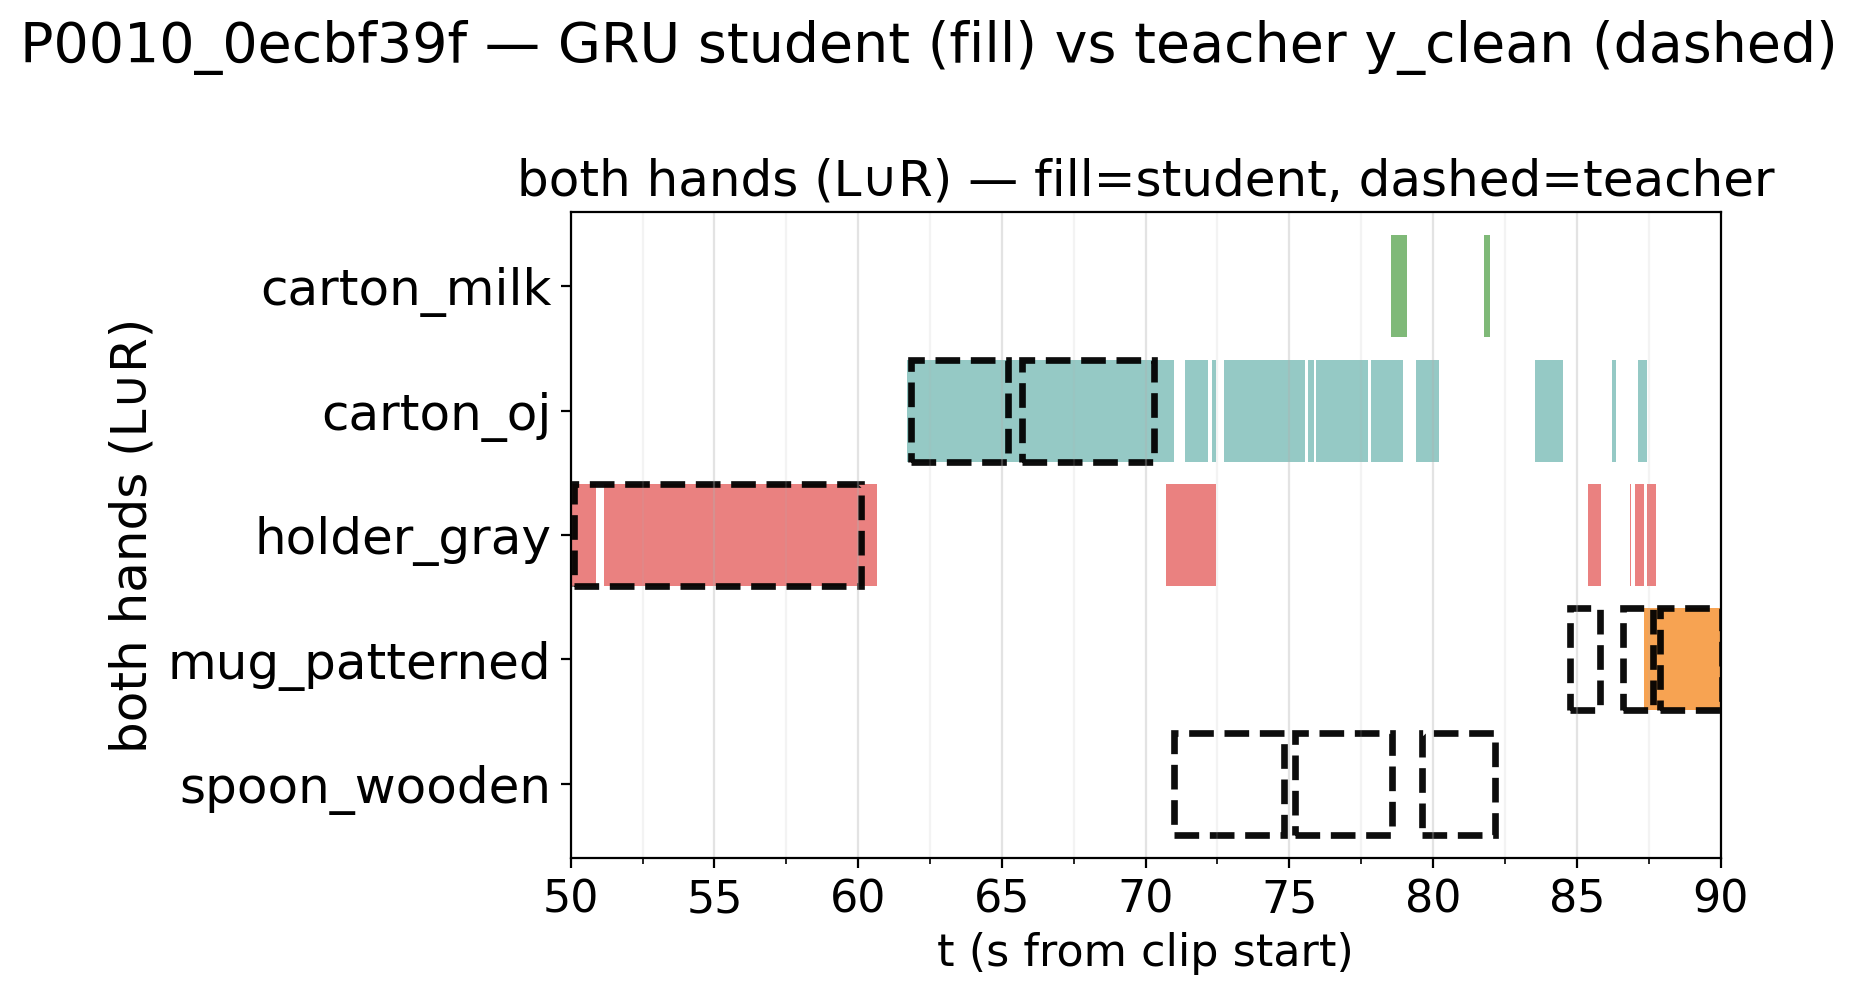 P0010_0ecbf39f — GRU student (fill) vs teacher y_clean (dashed)
both hands (L∪R) — fill=student, dashed=teacher
both hands (L∪R)
carton_milk
carton_oj
holder_gray
mug_patterned
spoon_wooden
50 55 60 65 70 75 80 85 90
t (s from clip start)